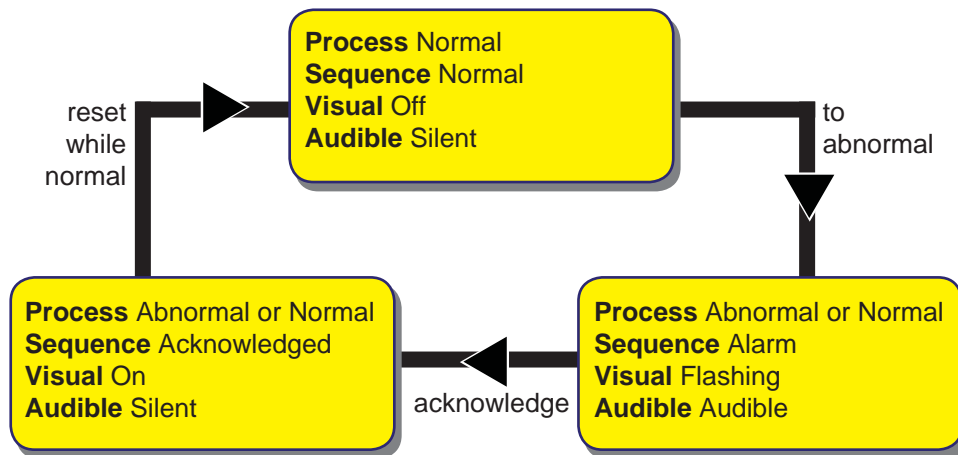 Process Normal
Sequence Normal
Visual Off
Audible Silent
reset
while
normal
to
abnormal
Process Abnormal or Normal
Sequence Acknowledged
Visual On
Audible Silent
acknowledge
Process Abnormal or Normal
Sequence Alarm
Visual Flashing
Audible Audible